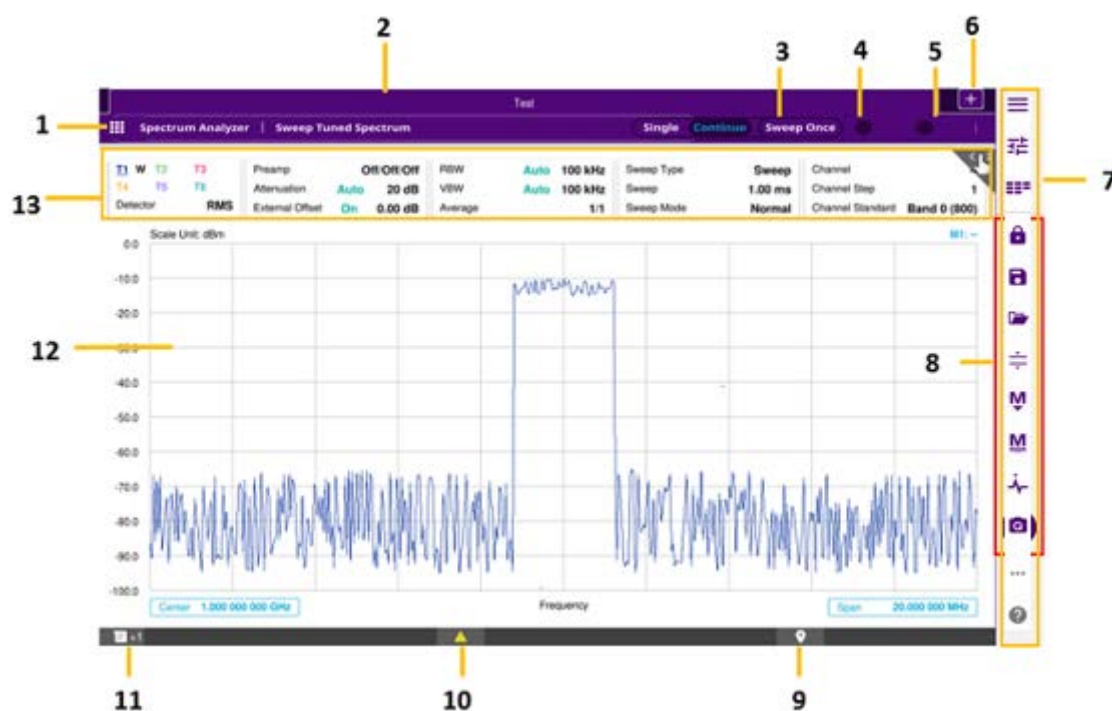 2
3
4
5
6
Test
1
Spectrum Analyzer | Sweep Tuned Spectrum
Single Continue Sweep Once
7
13
T1 W T2 T3
T4 T5 T6
Detector RMS
Preamp Off/Off/Off
Attenuation Auto 20 dB
External Offset On 0.00 dB
RBW Auto 100 kHz
VBW Auto 100 kHz
Average 1/1
Sweep Type Sweep
Sweep 1.00 ms
Sweep Mode Normal
Channel
Channel Step 1
Channel Standard Band 0 (800)
Scale Unit: dBm
M1: --
0.0
-10.0
-20.0
-30.0
-40.0
-50.0
-60.0
-70.0
-80.0
-90.0
-100.0
12
8
M
M
Center 1.000 000 000 GHz
Frequency
Span 20.000 000 MHz
?
11
10
9